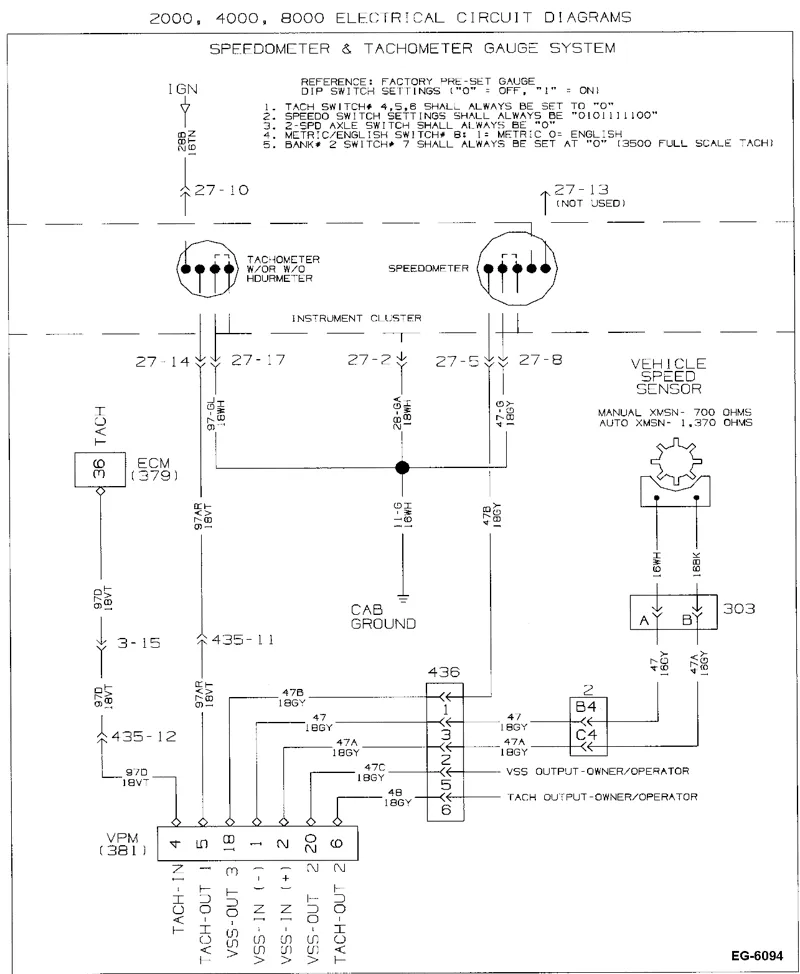 2000, 4000, 8000 ELECTRICAL CIRCUIT DIAGRAMS
SPEEDOMETER & TACHOMETER GAUGE SYSTEM
REFERENCE: FACTORY PRE-SET GAUGE
DIP SWITCH SETTINGS ("0" = OFF, "1" = ON)
1. TACH SWITCH# 4,5,6 SHALL ALWAYS BE SET TO "0"
2. SPEEDO SWITCH SETTINGS SHALL ALWAYS BE "0101111100"
3. 2-SPD AXLE SWITCH SHALL ALWAYS BE "0"
4. METRIC/ENGLISH SWITCH# 8: 1= METRIC 0= ENGLISH
5. BANK# 2 SWITCH# 7 SHALL ALWAYS BE SET AT "0" (3500 FULL SCALE TACH)
IGN
28B
16TN
27-10
27-13
(NOT USED)
TACHOMETER
W/OR W/O
HOURMETER
SPEEDOMETER
INSTRUMENT CLUSTER
27-14
27-17
27-2
27-5
27-8
VEHICLE
SPEED
SENSOR
MANUAL XMSN- 700 OHMS
AUTO XMSN- 1,370 OHMS
97-GL
18WH
28-GA
18WH
47-G
18GY
TACH
36
ECM
(379)
97AR
18VT
11-G
16WH
47B
18GY
16WH
16BK
97D
18VT
CAB
GROUND
A
B
303
3-15
435-11
47
16GY
47A
16GY
97D
18VT
97AR
18VT
436
2
47B
18GY
1
B4
47
18GY
47
18GY
3
C4
47A
18GY
47A
18GY
2
435-12
47C
18GY
VSS OUTPUT-OWNER/OPERATOR
5
97D
18VT
48
18GY
TACH OUTPUT-OWNER/OPERATOR
6
VPM
(381)
4
5
18
1
2
20
6
TACH-IN
TACH-OUT 1
VSS-OUT 3
VSS-IN (-)
VSS-IN (+)
VSS-OUT 2
TACH-OUT 2
EG-6094